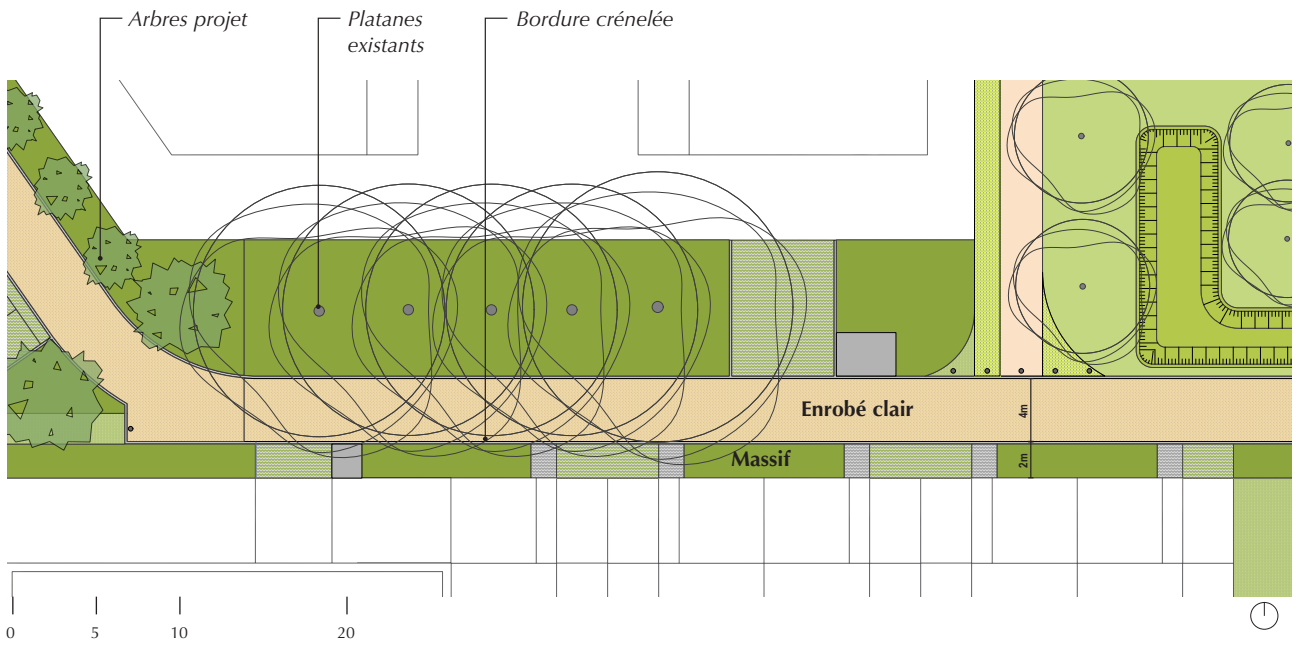 Arbres projet
Platanes
existants
Bordure crénelée
Enrobé clair
4m
Massif
2m
0
5
10
20